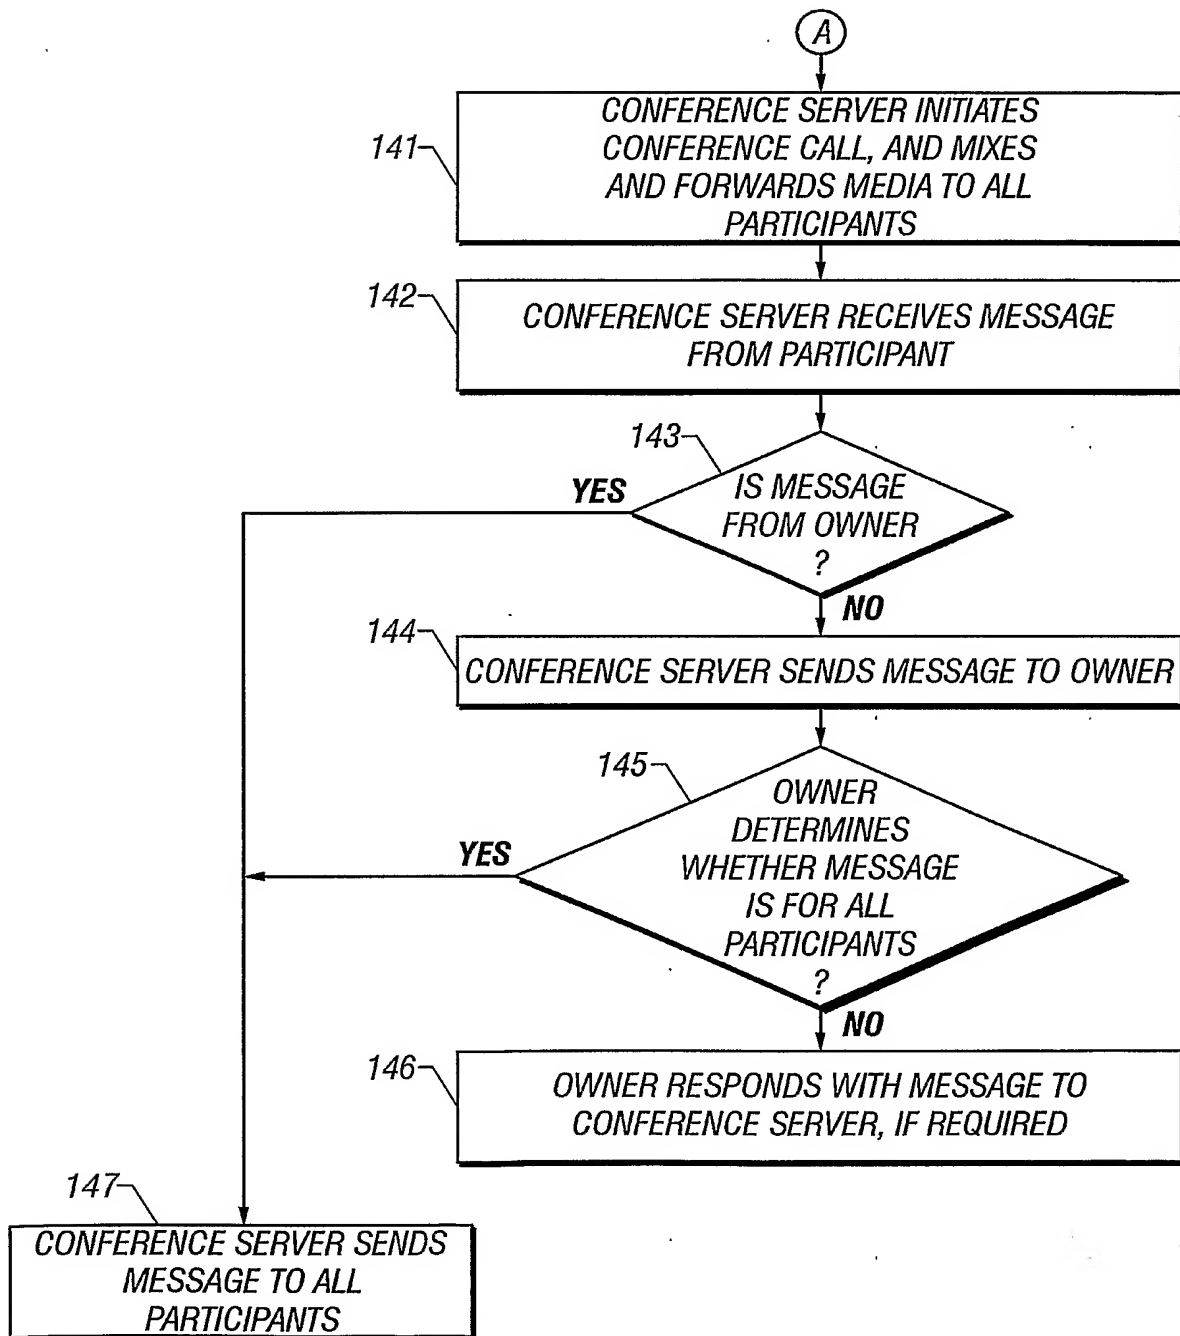 A
CONFERENCE SERVER INITIATES
CONFERENCE CALL, AND MIXES
AND FORWARDS MEDIA TO ALL
PARTICIPANTS
141
142
CONFERENCE SERVER RECEIVES MESSAGE
FROM PARTICIPANT
143
YES
IS MESSAGE
FROM OWNER
?
NO
144
CONFERENCE SERVER SENDS MESSAGE TO OWNER
145
OWNER
DETERMINES
YES
WHETHER MESSAGE
IS FOR ALL
PARTICIPANTS
?
NO
146
OWNER RESPONDS WITH MESSAGE TO
CONFERENCE SERVER, IF REQUIRED
147
CONFERENCE SERVER SENDS
MESSAGE TO ALL
PARTICIPANTS